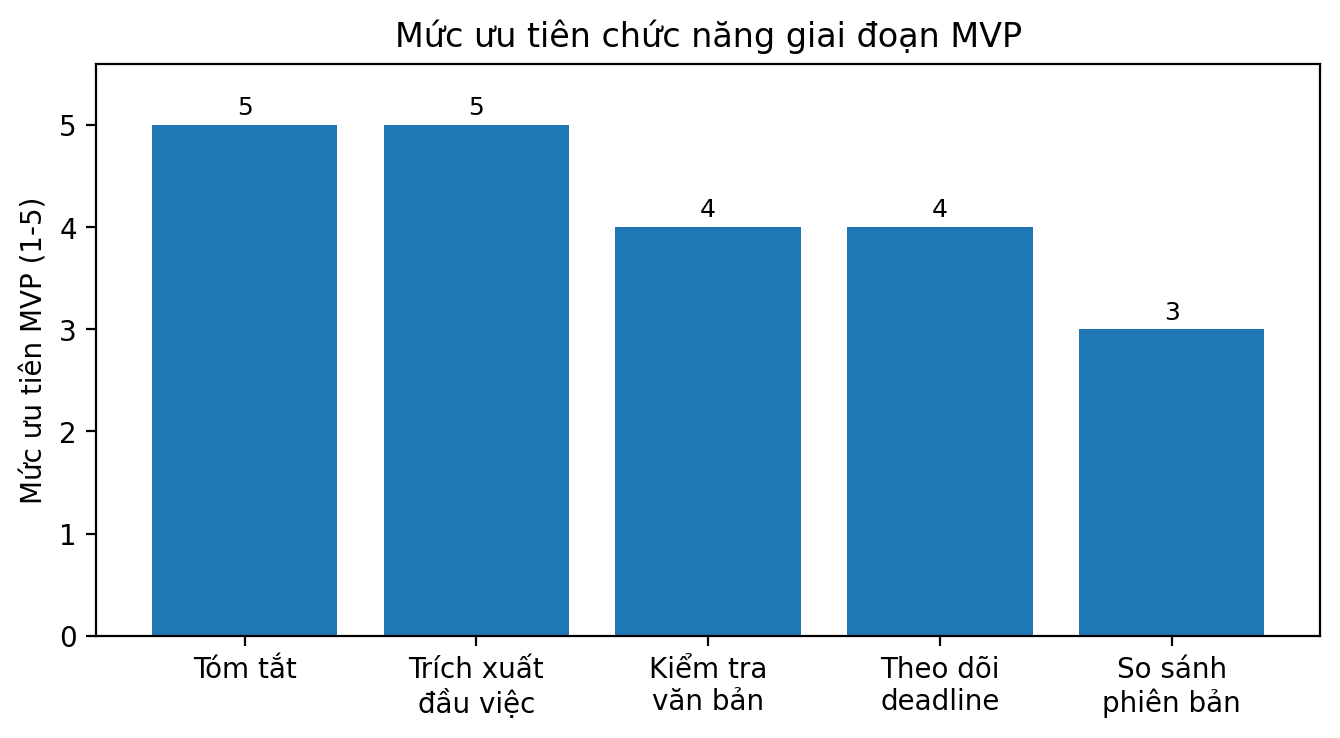 Mức ưu tiên chức năng giai đoạn MVP
Mức ưu tiên MVP (1-5)
5
4
3
2
1
0
5
5
4
4
3
Tóm tắt
Trích xuất
đầu việc
Kiểm tra
văn bản
Theo dõi
deadline
So sánh
phiên bản